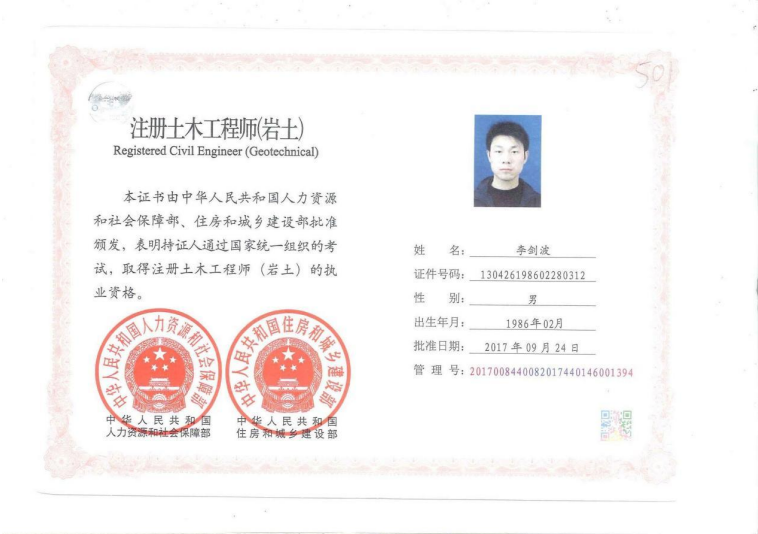 50
注册土木工程师(岩土)
Registered Civil Engineer (Geotechnical)
本证书由中华人民共和国人力资源
和社会保障部、住房和城乡建设部批准
颁发，表明持证人通过国家统一组织的考
试，取得注册土木工程师（岩土）的执
业资格。
中华人民共和国人力资源和社会保障部
中华人民共和国住房和城乡建设部
中华人民共和国
人力资源和社会保障部
中华人民共和国
住房和城乡建设部
姓 名：李剑波
证件号码：130426198602280312
性 别：男
出生年月：1986年02月
批准日期：2017 年 09 月 24 日
管 理 号：2017008440082017440146001394